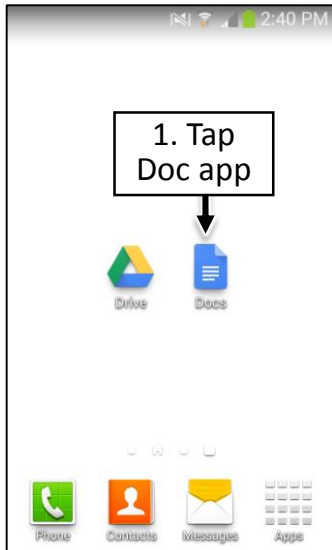 2:40 PM
1. Tap
Doc app
Drive Docs
Phone Contacts Messages Apps